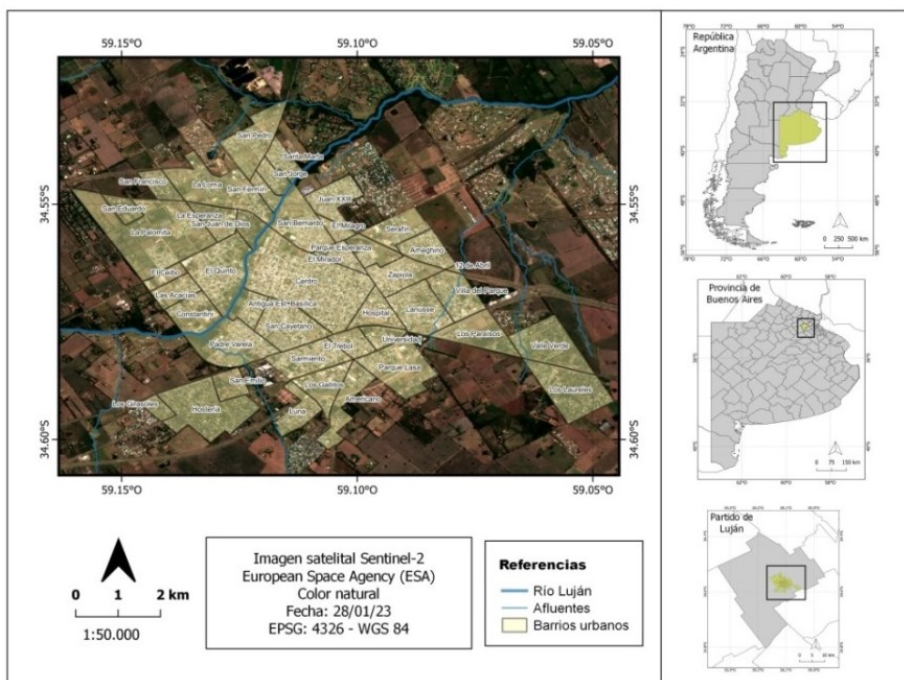 59.15°O
59.10°O
59.05°O
34.55°S
34.60°S
34.55°S
34.60°S
59.15°O
59.10°O
59.05°O
San Pedro
Santa Marta
San Jorge
San Francisco
La Loma
San Fermín
Juan XXIII
San Eduardo
La Esperanza
San Juan de Dios
La Palomita
San Bernardo
El Milagro
Serafín
Parque Esperanza
El Mirador
Ameghino
El Ceibo
El Quinto
Centro
Zapiola
12 de Abril
Villa del Parque
Las Acacias
Constantini
Antigua Est. Basílica
Hospital
Lanusse
San Cayetano
Universidad
Los Paraísos
Padre Varela
El Trebol
Valle Verde
Sarmiento
Parque Lasa
San Emilio
Los Gallitos
Los Laureles
Los Girasoles
Hostería
Luna
Americano
0 1 2 km
1:50.000
Imagen satelital Sentinel-2
European Space Agency (ESA)
Color natural
Fecha: 28/01/23
EPSG: 4326 - WGS 84
Referencias
Río Luján
Afluentes
Barrios urbanos
República
Argentina
0 250 500 km
Provincia de
Buenos Aires
0 75 150 km
Partido de
Luján